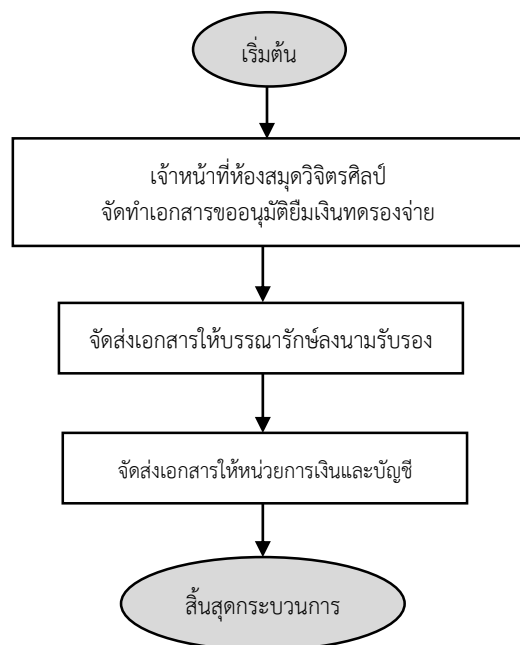 เริ่มต้น
เจ้าหน้าที่ห้องสมุดวิจิตรศิลป์
จัดทำเอกสารขออนุมัติยืมเงินทดรองจ่าย
จัดส่งเอกสารให้บรรณารักษ์ลงนามรับรอง
จัดส่งเอกสารให้หน่วยการเงินและบัญชี
สิ้นสุดกระบวนการ